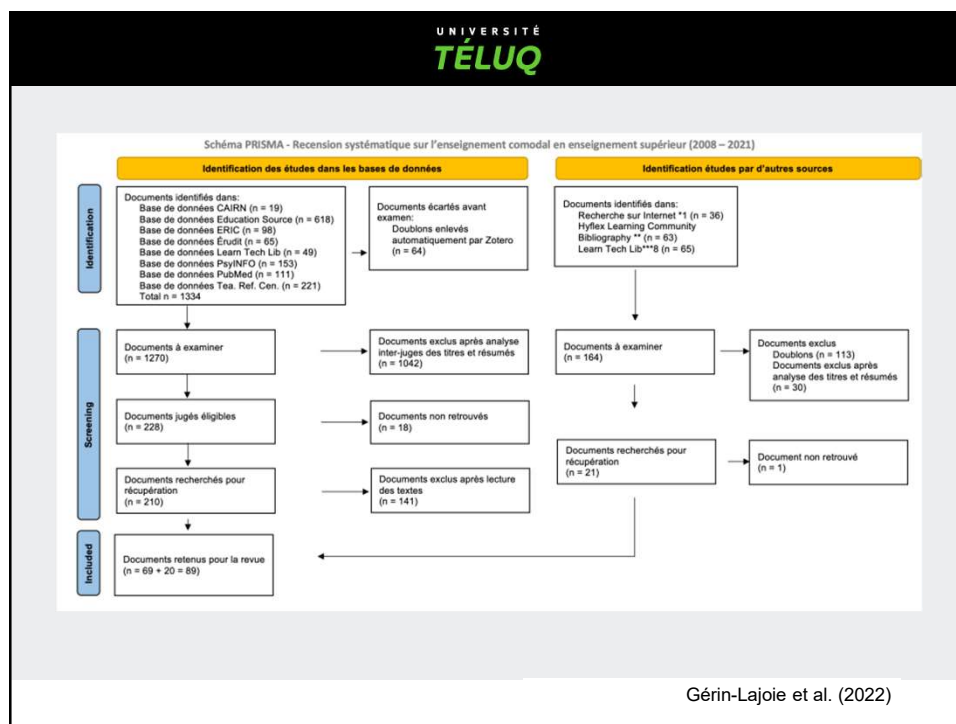 UNIVERSITÉ
TÉLUQ
Schéma PRISMA - Recension systématique sur l'enseignement comodal en enseignement supérieur (2008 – 2021)
Identification des études dans les bases de données
Identification études par d'autres sources
Identification
Documents identifiés dans:
Base de données CAIRN (n = 19)
Base de données Education Source (n = 618)
Base de données ERIC (n = 98)
Base de données Érudit (n = 65)
Base de données Learn Tech Lib (n = 49)
Base de données PsyINFO (n = 153)
Base de données PubMed (n = 111)
Base de données Tea. Ref. Cen. (n = 221)
Total n = 1334
Documents écartés avant
examen:
Doublons enlevés
automatiquement par Zotero
(n = 64)
Documents identifiés dans:
Recherche sur Internet *1 (n = 36)
Hyflex Learning Community
Bibliography ** (n = 63)
Learn Tech Lib***8 (n = 65)
Screening
Documents à examiner
(n = 1270)
Documents exclus après analyse
inter-juges des titres et résumés
(n = 1042)
Documents à examiner
(n = 164)
Documents exclus
Doublons (n = 113)
Documents exclus après
analyse des titres et résumés
(n = 30)
Documents jugés éligibles
(n = 228)
Documents non retrouvés
(n = 18)
Documents recherchés pour
récupération
(n = 21)
Document non retrouvé
(n = 1)
Documents recherchés pour
récupération
(n = 210)
Documents exclus après lecture
des textes
(n = 141)
Included
Documents retenus pour la revue
(n = 69 + 20 = 89)
Gérin-Lajoie et al. (2022)